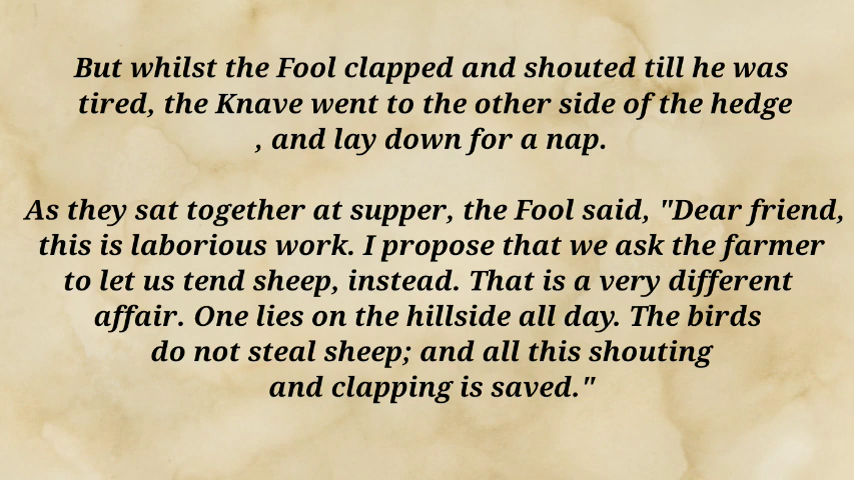 But whilst the Fool clapped and shouted till he was
tired, the Knave went to the other side of the hedge
, and lay down for a nap.
As they sat together at supper, the Fool said, "Dear friend,
this is laborious work. I propose that we ask the farmer
to let us tend sheep, instead. That is a very different
affair. One lies on the hillside all day. The birds
do not steal sheep; and all this shouting
and clapping is saved."